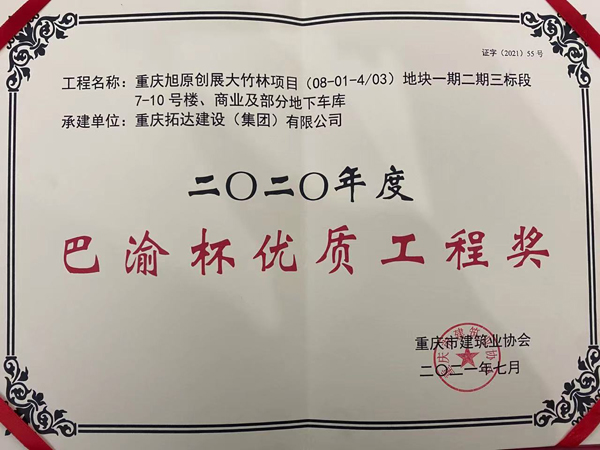 证字（2021）55号
工程名称：重庆旭原创展大竹林项目（08-01-4/03）地块一期二期三标段
7-10号楼、商业及部分地下车库
承建单位：重庆拓达建设（集团）有限公司
二〇二〇年度
巴渝杯优质工程奖
重庆市建筑业协会
二〇二一年七月